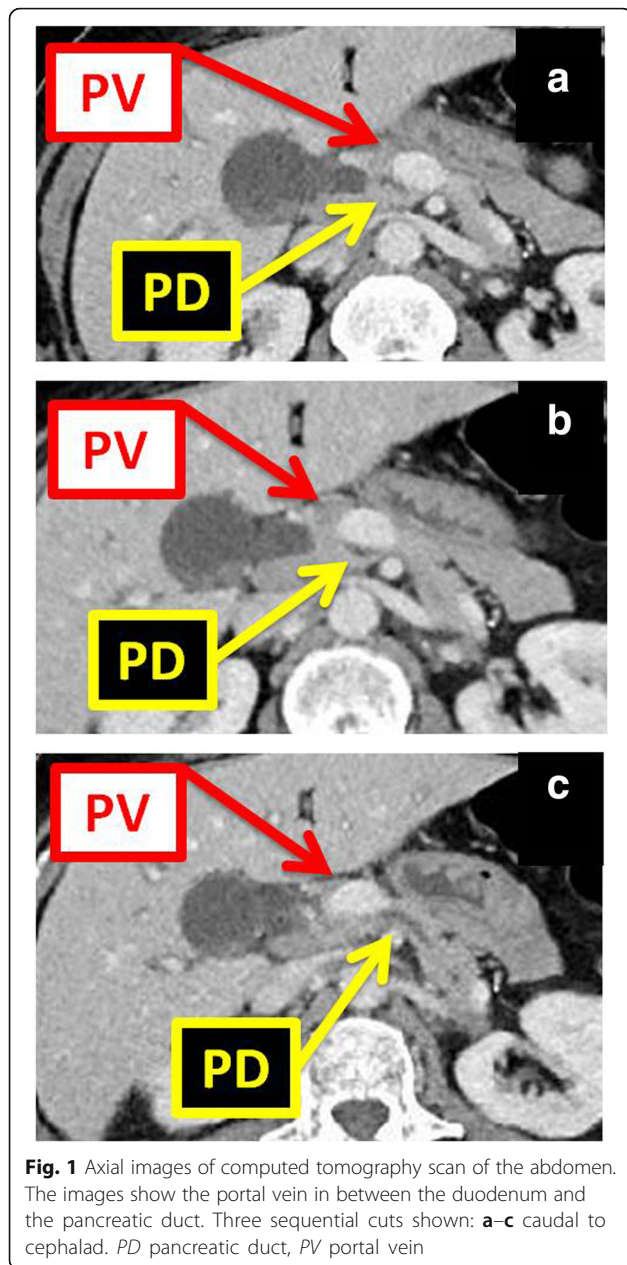 PV
a
PD
PV
b
PD
PV
c
PD
Fig. 1 Axial images of computed tomography scan of the abdomen.
The images show the portal vein in between the duodenum and
the pancreatic duct. Three sequential cuts shown: a–c caudal to
cephalad. PD pancreatic duct, PV portal vein